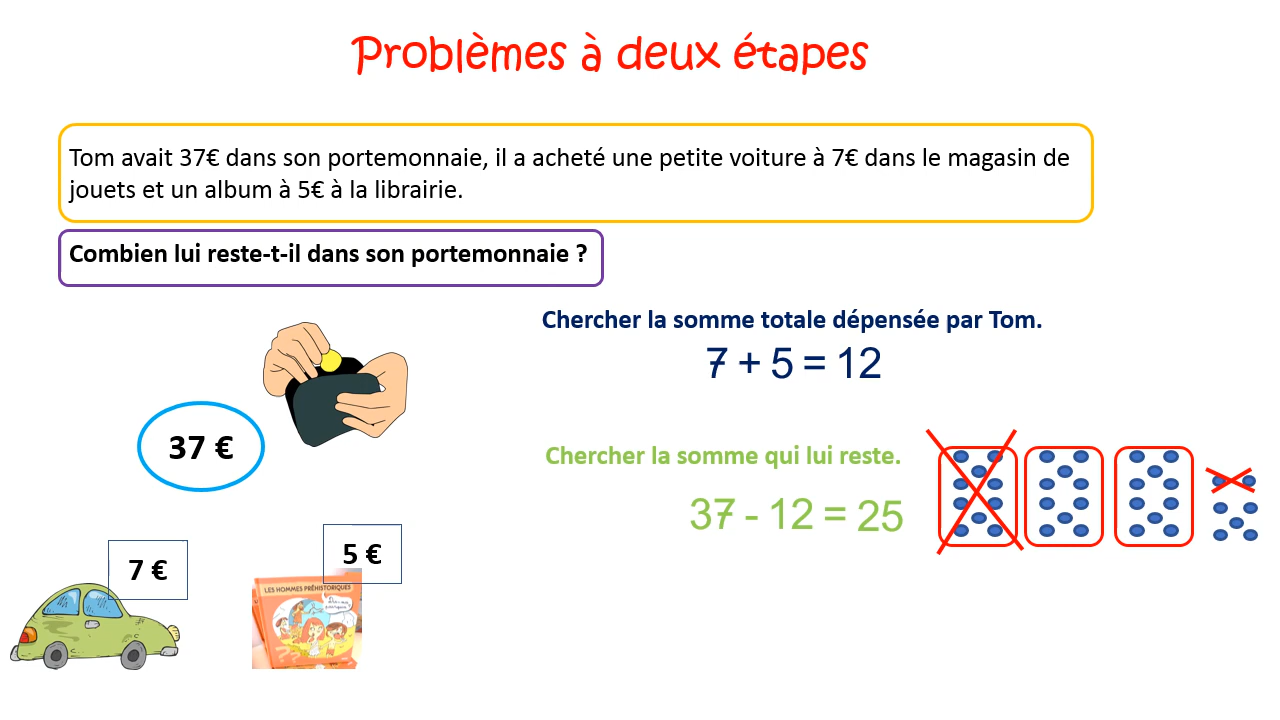 Problèmes à deux étapes
Tom avait 37€ dans son portemonnaie, il a acheté une petite voiture à 7€ dans le magasin de
jouets et un album à 5€ à la librairie.
Combien lui reste-t-il dans son portemonnaie ?
Chercher la somme totale dépensée par Tom.
7 + 5 = 12
37 €
Chercher la somme qui lui reste.
37 - 12 = 25
7 €
5 €
LES HOMMES PRÉHISTORIQUES